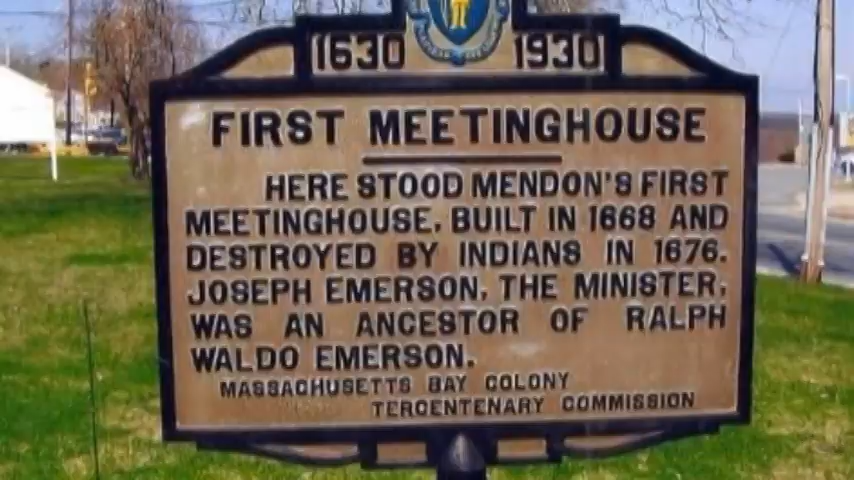 1630 1930
FIRST MEETINGHOUSE
HERE STOOD MENDON'S FIRST
MEETINGHOUSE, BUILT IN 1668 AND
DESTROYED BY INDIANS IN 1676.
JOSEPH EMERSON, THE MINISTER,
WAS AN ANCESTOR OF RALPH
WALDO EMERSON.
MASSACHUSETTS BAY COLONY
TERCENTENARY COMMISSION